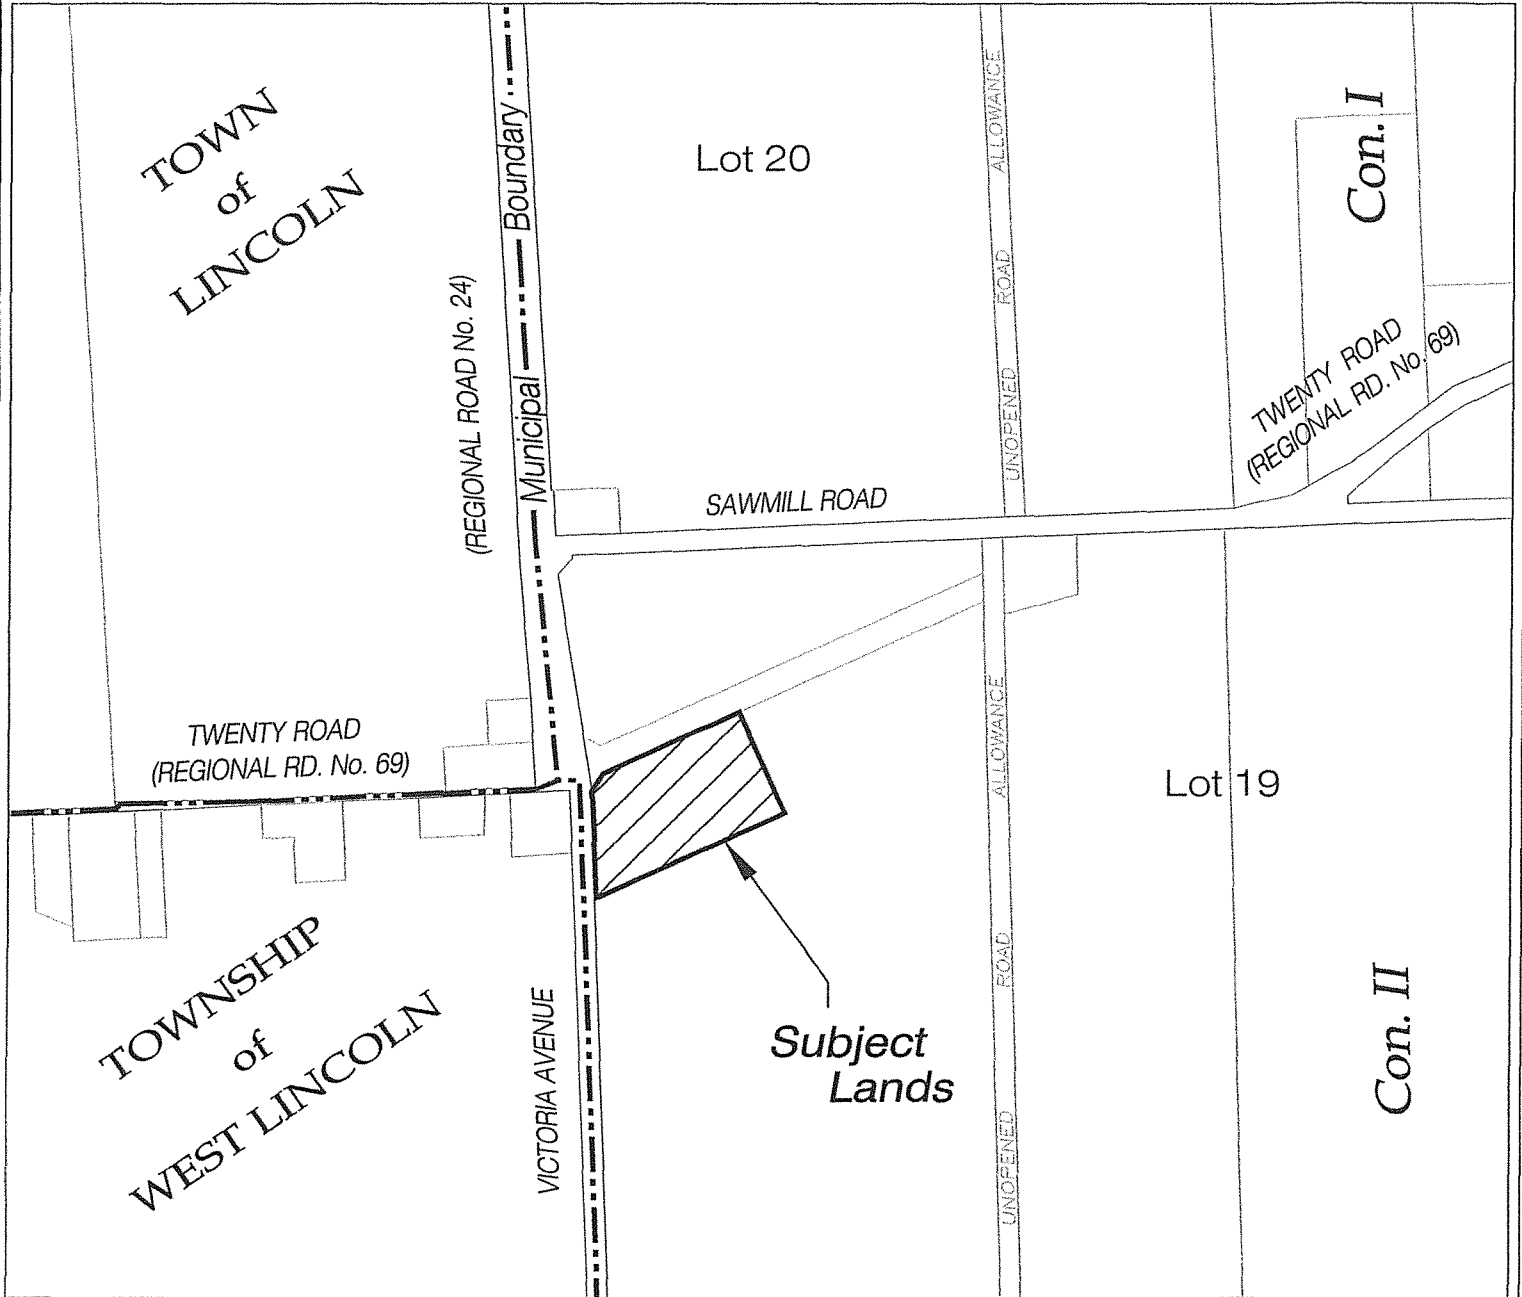 TOWN
of
LINCOLN
Municipal Boundary
(REGIONAL ROAD No. 24)
Lot 20
UNOPENED ROAD ALLOWANCE
Con. I
TWENTY ROAD
(REGIONAL RD. No. 69)
SAWMILL ROAD
TWENTY ROAD
(REGIONAL RD. No. 69)
Lot 19
UNOPENED ROAD ALLOWANCE
TOWNSHIP
of
WEST LINCOLN
VICTORIA AVENUE
Subject
Lands
Con. II